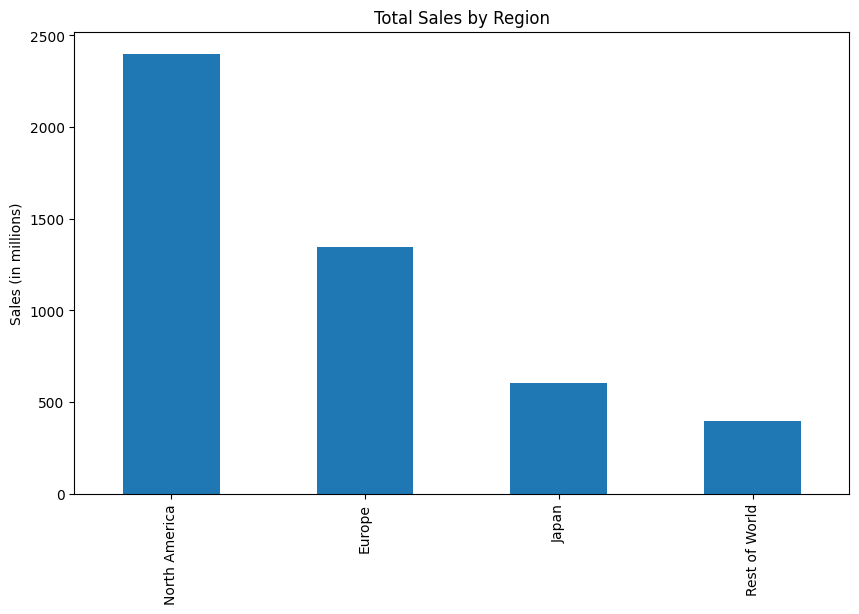 Total Sales by Region
Sales (in millions)
2500
2000
1500
1000
500
0
North America
Europe
Japan
Rest of World